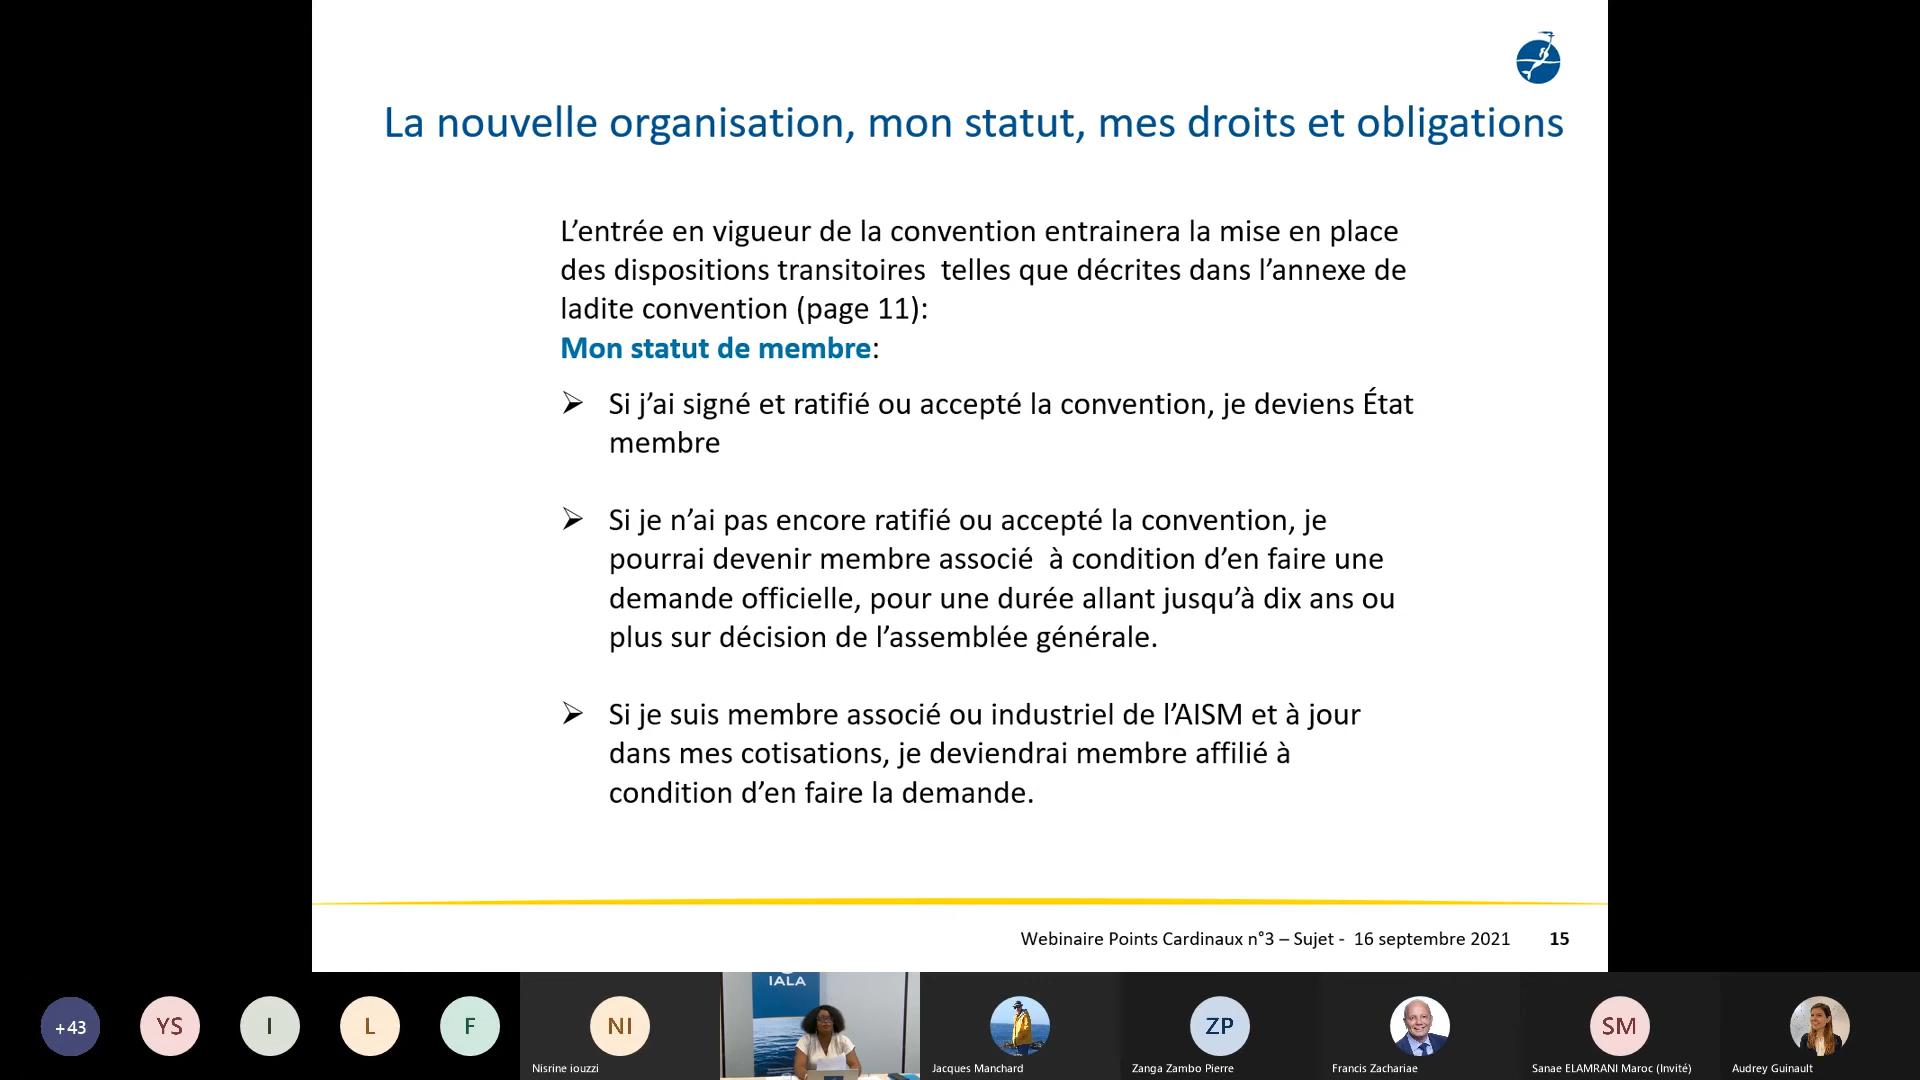 La nouvelle organisation, mon statut, mes droits et obligations
L’entrée en vigueur de la convention entrainera la mise en place
des dispositions transitoires  telles que décrites dans l’annexe de
ladite convention (page 11):
Mon statut de membre:
➢ Si j’ai signé et ratifié ou accepté la convention, je deviens État
membre
➢ Si je n’ai pas encore ratifié ou accepté la convention, je
pourrai devenir membre associé  à condition d’en faire une
demande officielle, pour une durée allant jusqu’à dix ans ou
plus sur décision de l’assemblée générale.
➢ Si je suis membre associé ou industriel de l’AISM et à jour
dans mes cotisations, je deviendrai membre affilié à
condition d’en faire la demande.
Webinaire Points Cardinaux n°3 – Sujet -  16 septembre 2021 15
+43 YS I L F NI IALA ZP SM
Nisrine iouzzi Jacques Manchard Zanga Zambo Pierre Francis Zachariae Sanae ELAMRANI Maroc (Invité) Audrey Guinault